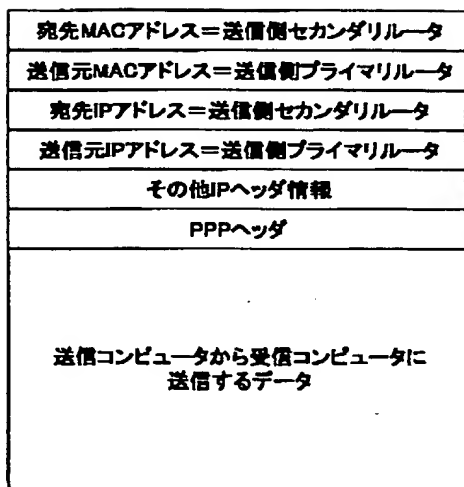 宛先MACアドレス＝送信側セカンダリルータ
送信元MACアドレス＝送信側プライマリルータ
宛先IPアドレス＝送信側セカンダリルータ
送信元IPアドレス＝送信側プライマリルータ
その他IPヘッダ情報
PPPヘッダ
送信コンピュータから受信コンピュータに
送信するデータ